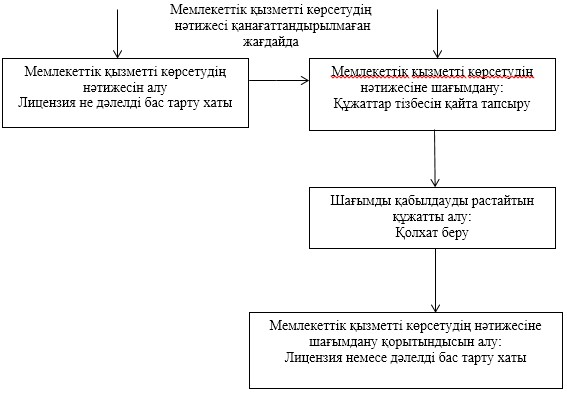 Мемлекеттік қызметті көрсетудің
нәтижесі қанағаттандырылмаған
жағдайда
Мемлекеттік қызметті көрсетудің
нәтижесін алу
Лицензия не дәлелді бас тарту хаты
Мемлекеттік қызметті көрсетудің
нәтижесіне шағымдану:
Құжаттар тізбесін қайта тапсыру
Шағымды қабылдауды растайтын
құжатты алу:
Қолхат беру
Мемлекеттік қызметті көрсетудің нәтижесіне
шағымдану қорытындысын алу:
Лицензия немесе дәлелді бас тарту хаты